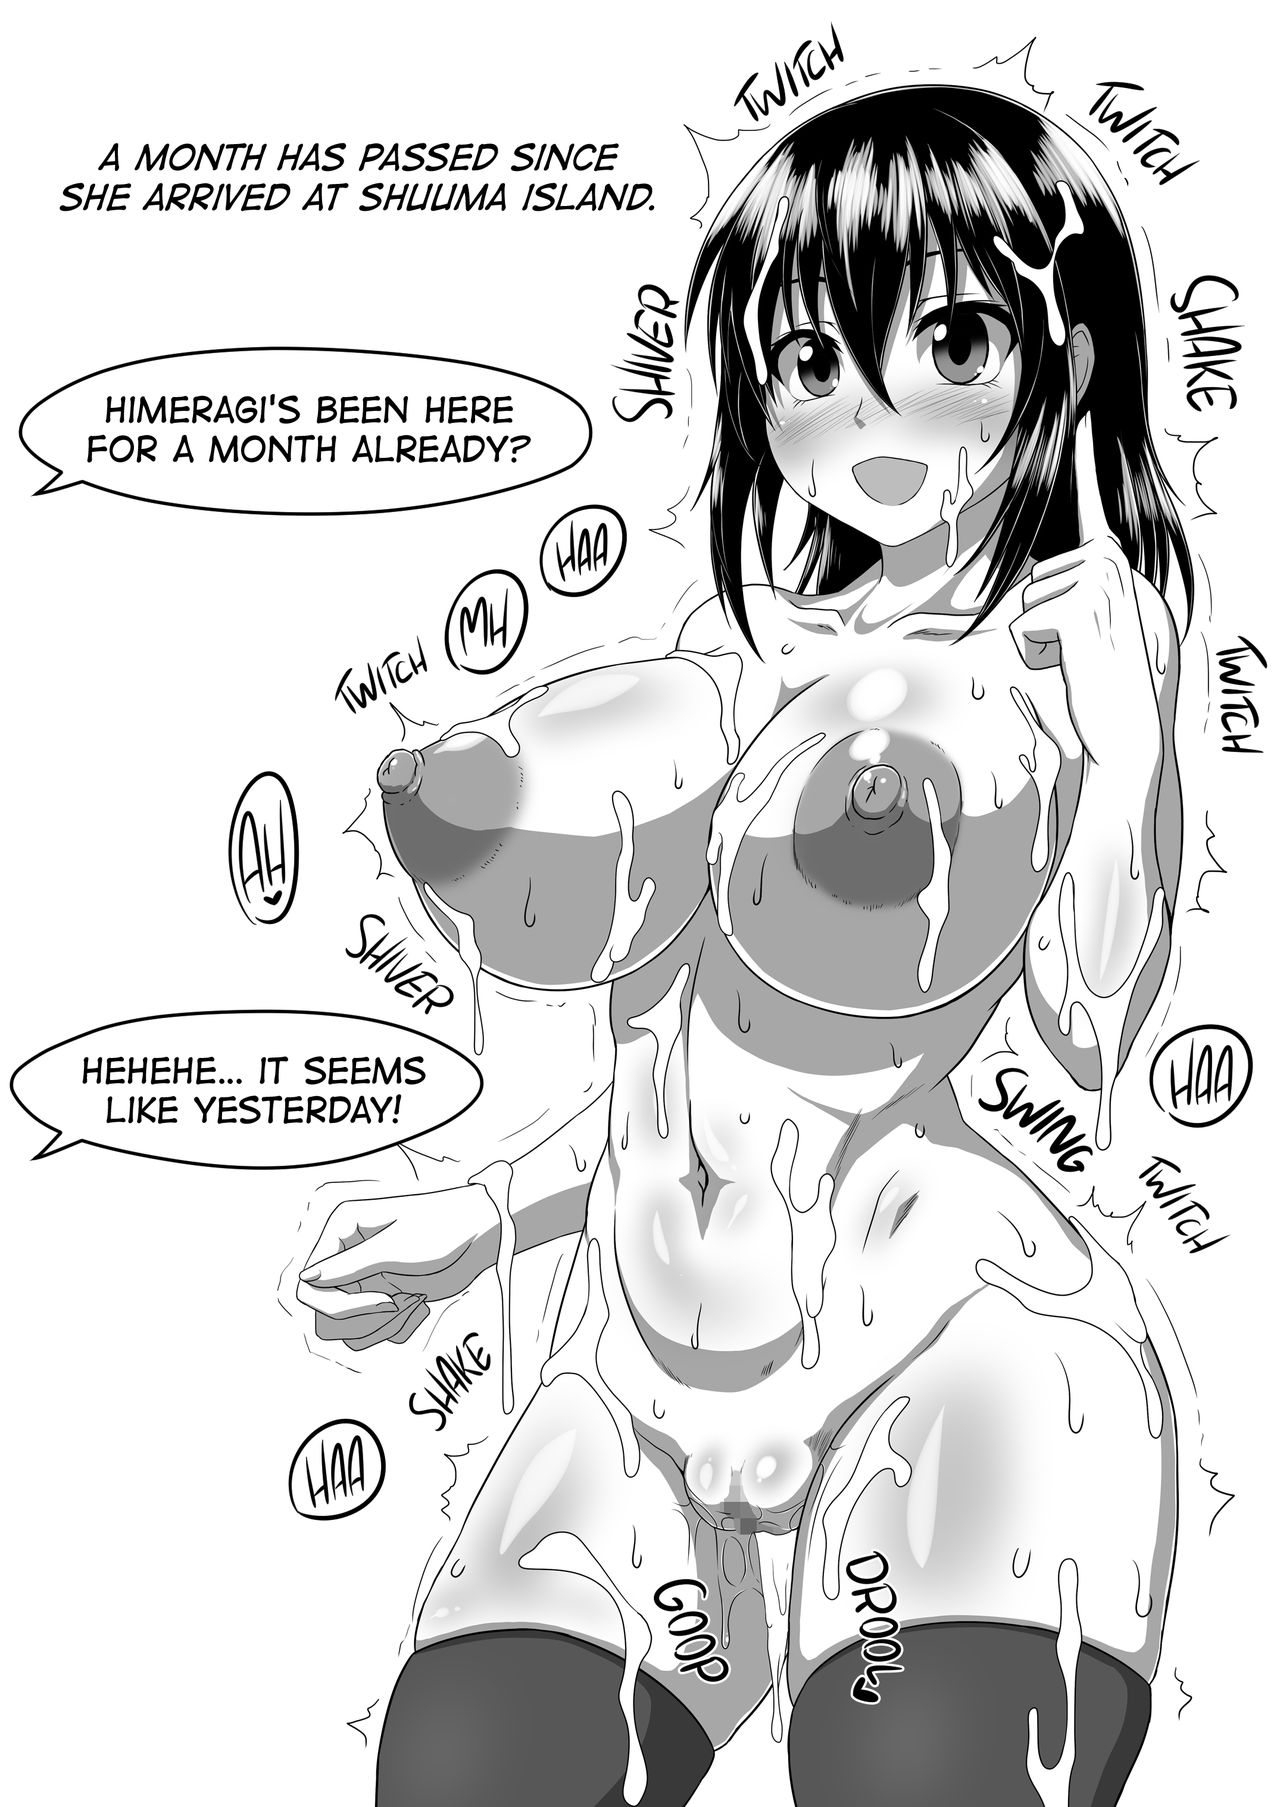 TWITCH
TWITCH
A MONTH HAS PASSED SINCE
SHE ARRIVED AT SHUUMA ISLAND.
SHIVER
SHAKE
HIMERAGI'S BEEN HERE
FOR A MONTH ALREADY?
HAA
MH
TWITCH
TWITCH
AH♥
SHIVER
HEHEHE... IT SEEMS
LIKE YESTERDAY!
HAA
SWING
TWITCH
SHAKE
HAA
GOOP
DROOL♥